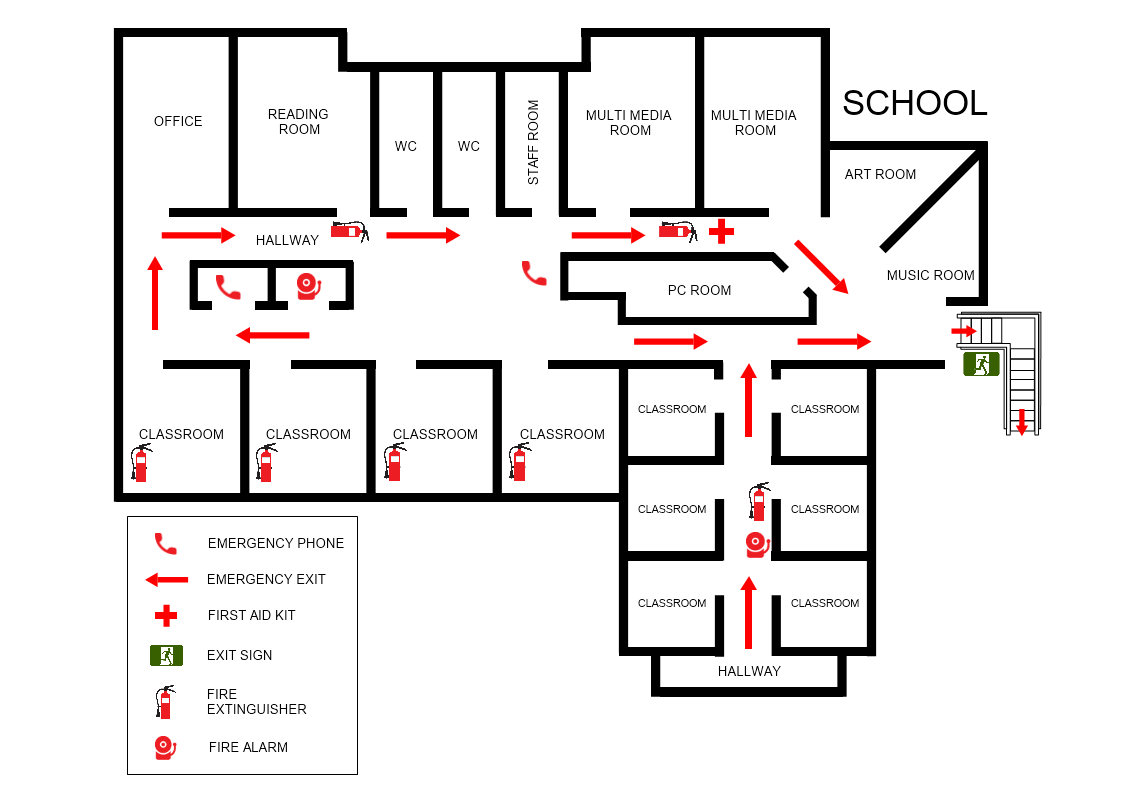 SCHOOL
OFFICE
READING
ROOM
WC
WC
STAFF ROOM
MULTI MEDIA
ROOM
MULTI MEDIA
ROOM
ART ROOM
MUSIC ROOM
HALLWAY
PC ROOM
CLASSROOM
CLASSROOM
CLASSROOM
CLASSROOM
CLASSROOM
CLASSROOM
CLASSROOM
CLASSROOM
CLASSROOM
CLASSROOM
HALLWAY
EMERGENCY PHONE
EMERGENCY EXIT
FIRST AID KIT
EXIT SIGN
FIRE
EXTINGUISHER
FIRE ALARM